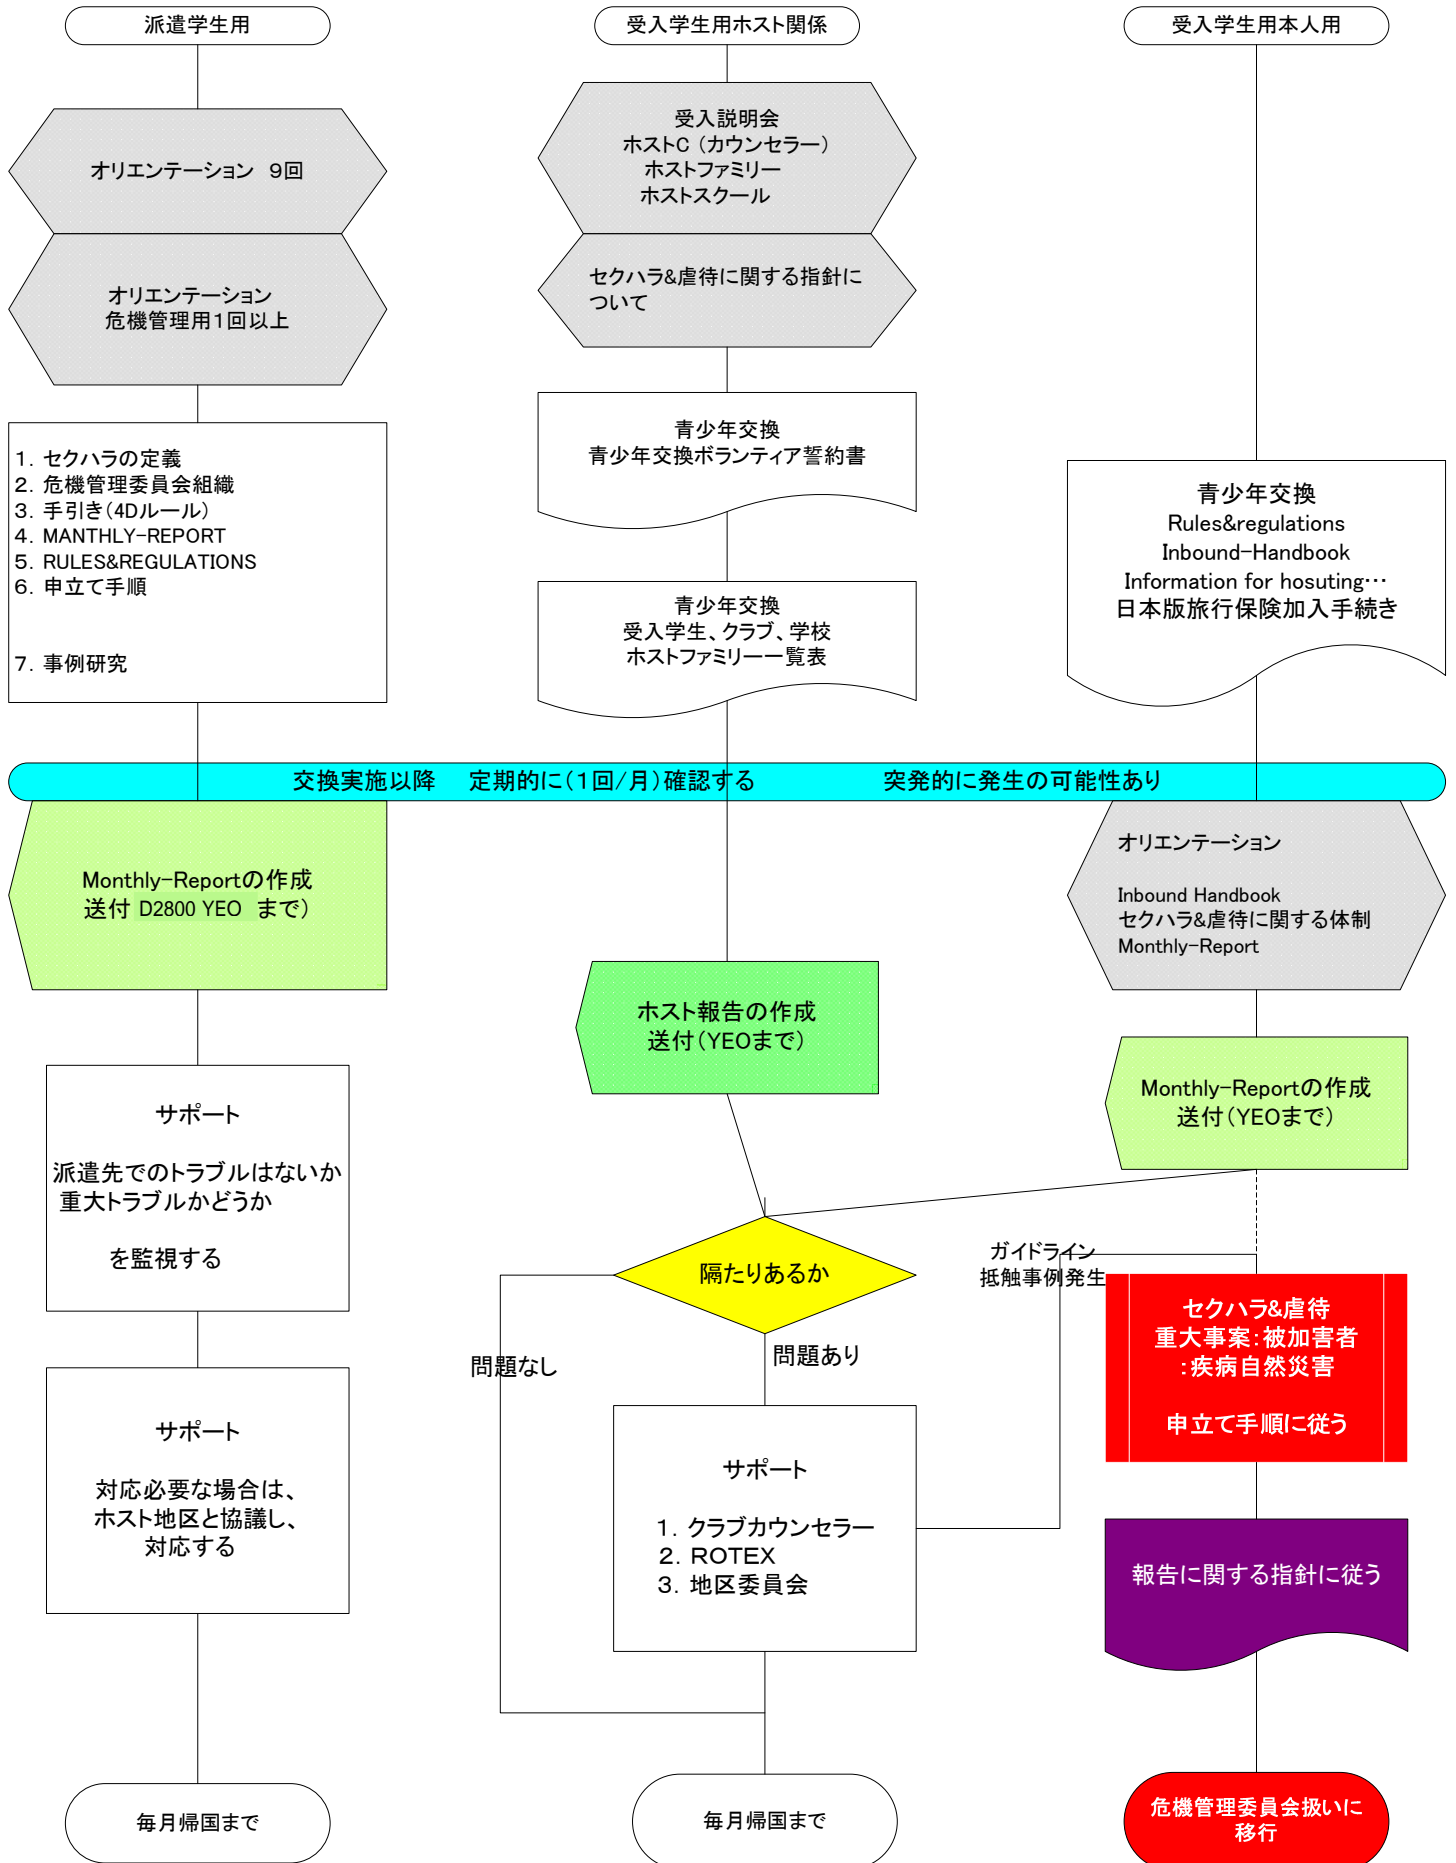 派遣学生用
オリエンテーション　9回
オリエンテーション
危機管理用1回以上
1. セクハラの定義
2. 危機管理委員会組織
3. 手引き(4Dルール)
4. MANTHLY-REPORT
5. RULES&REGULATIONS
6. 申立て手順
7. 事例研究
受入学生用ホスト関係
受入説明会
ホストC (カウンセラー)
ホストファミリー
ホストスクール
セクハラ&虐待に関する指針に
ついて
青少年交換
青少年交換ボランティア誓約書
青少年交換
受入学生、クラブ、学校
ホストファミリー一覧表
受入学生用本人用
青少年交換
Rules&regulations
Inbound-Handbook
Information for hosuting…
日本版旅行保険加入手続き
交換実施以降　定期的に(1回/月)確認する　突発的に発生の可能性あり
Monthly-Reportの作成
送付 D2800 YEO まで)
サポート
派遣先でのトラブルはないか
重大トラブルかどうか
を監視する
サポート
対応必要な場合は、
ホスト地区と協議し、
対応する
毎月帰国まで
ホスト報告の作成
送付(YEOまで)
隔たりあるか
問題なし
問題あり
サポート
1. クラブカウンセラー
2. ROTEX
3. 地区委員会
毎月帰国まで
オリエンテーション
Inbound Handbook
セクハラ&虐待に関する体制
Monthly-Report
Monthly-Reportの作成
送付(YEOまで)
ガイドライン
抵触事例発生
セクハラ&虐待
重大事案:被加害者
:疾病自然災害
申立て手順に従う
報告に関する指針に従う
危機管理委員会扱いに
移行